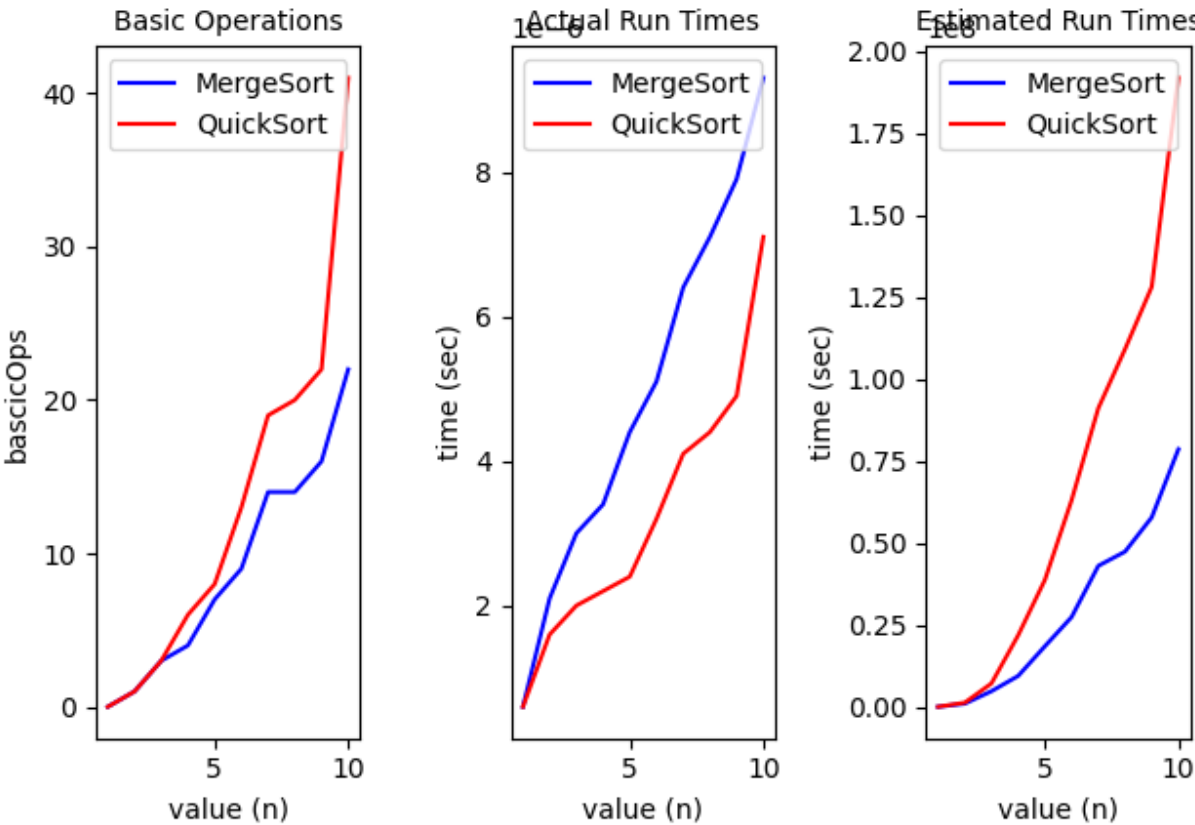 Basic Operations
MergeSort
QuickSort
40
30
20
10
0
bascicOps
5 10
value (n)
Actual Run Times
1e−6
MergeSort
QuickSort
8
6
4
2
time (sec)
5 10
value (n)
Estimated Run Times
1e8
MergeSort
QuickSort
2.00
1.75
1.50
1.25
1.00
0.75
0.50
0.25
0.00
time (sec)
5 10
value (n)